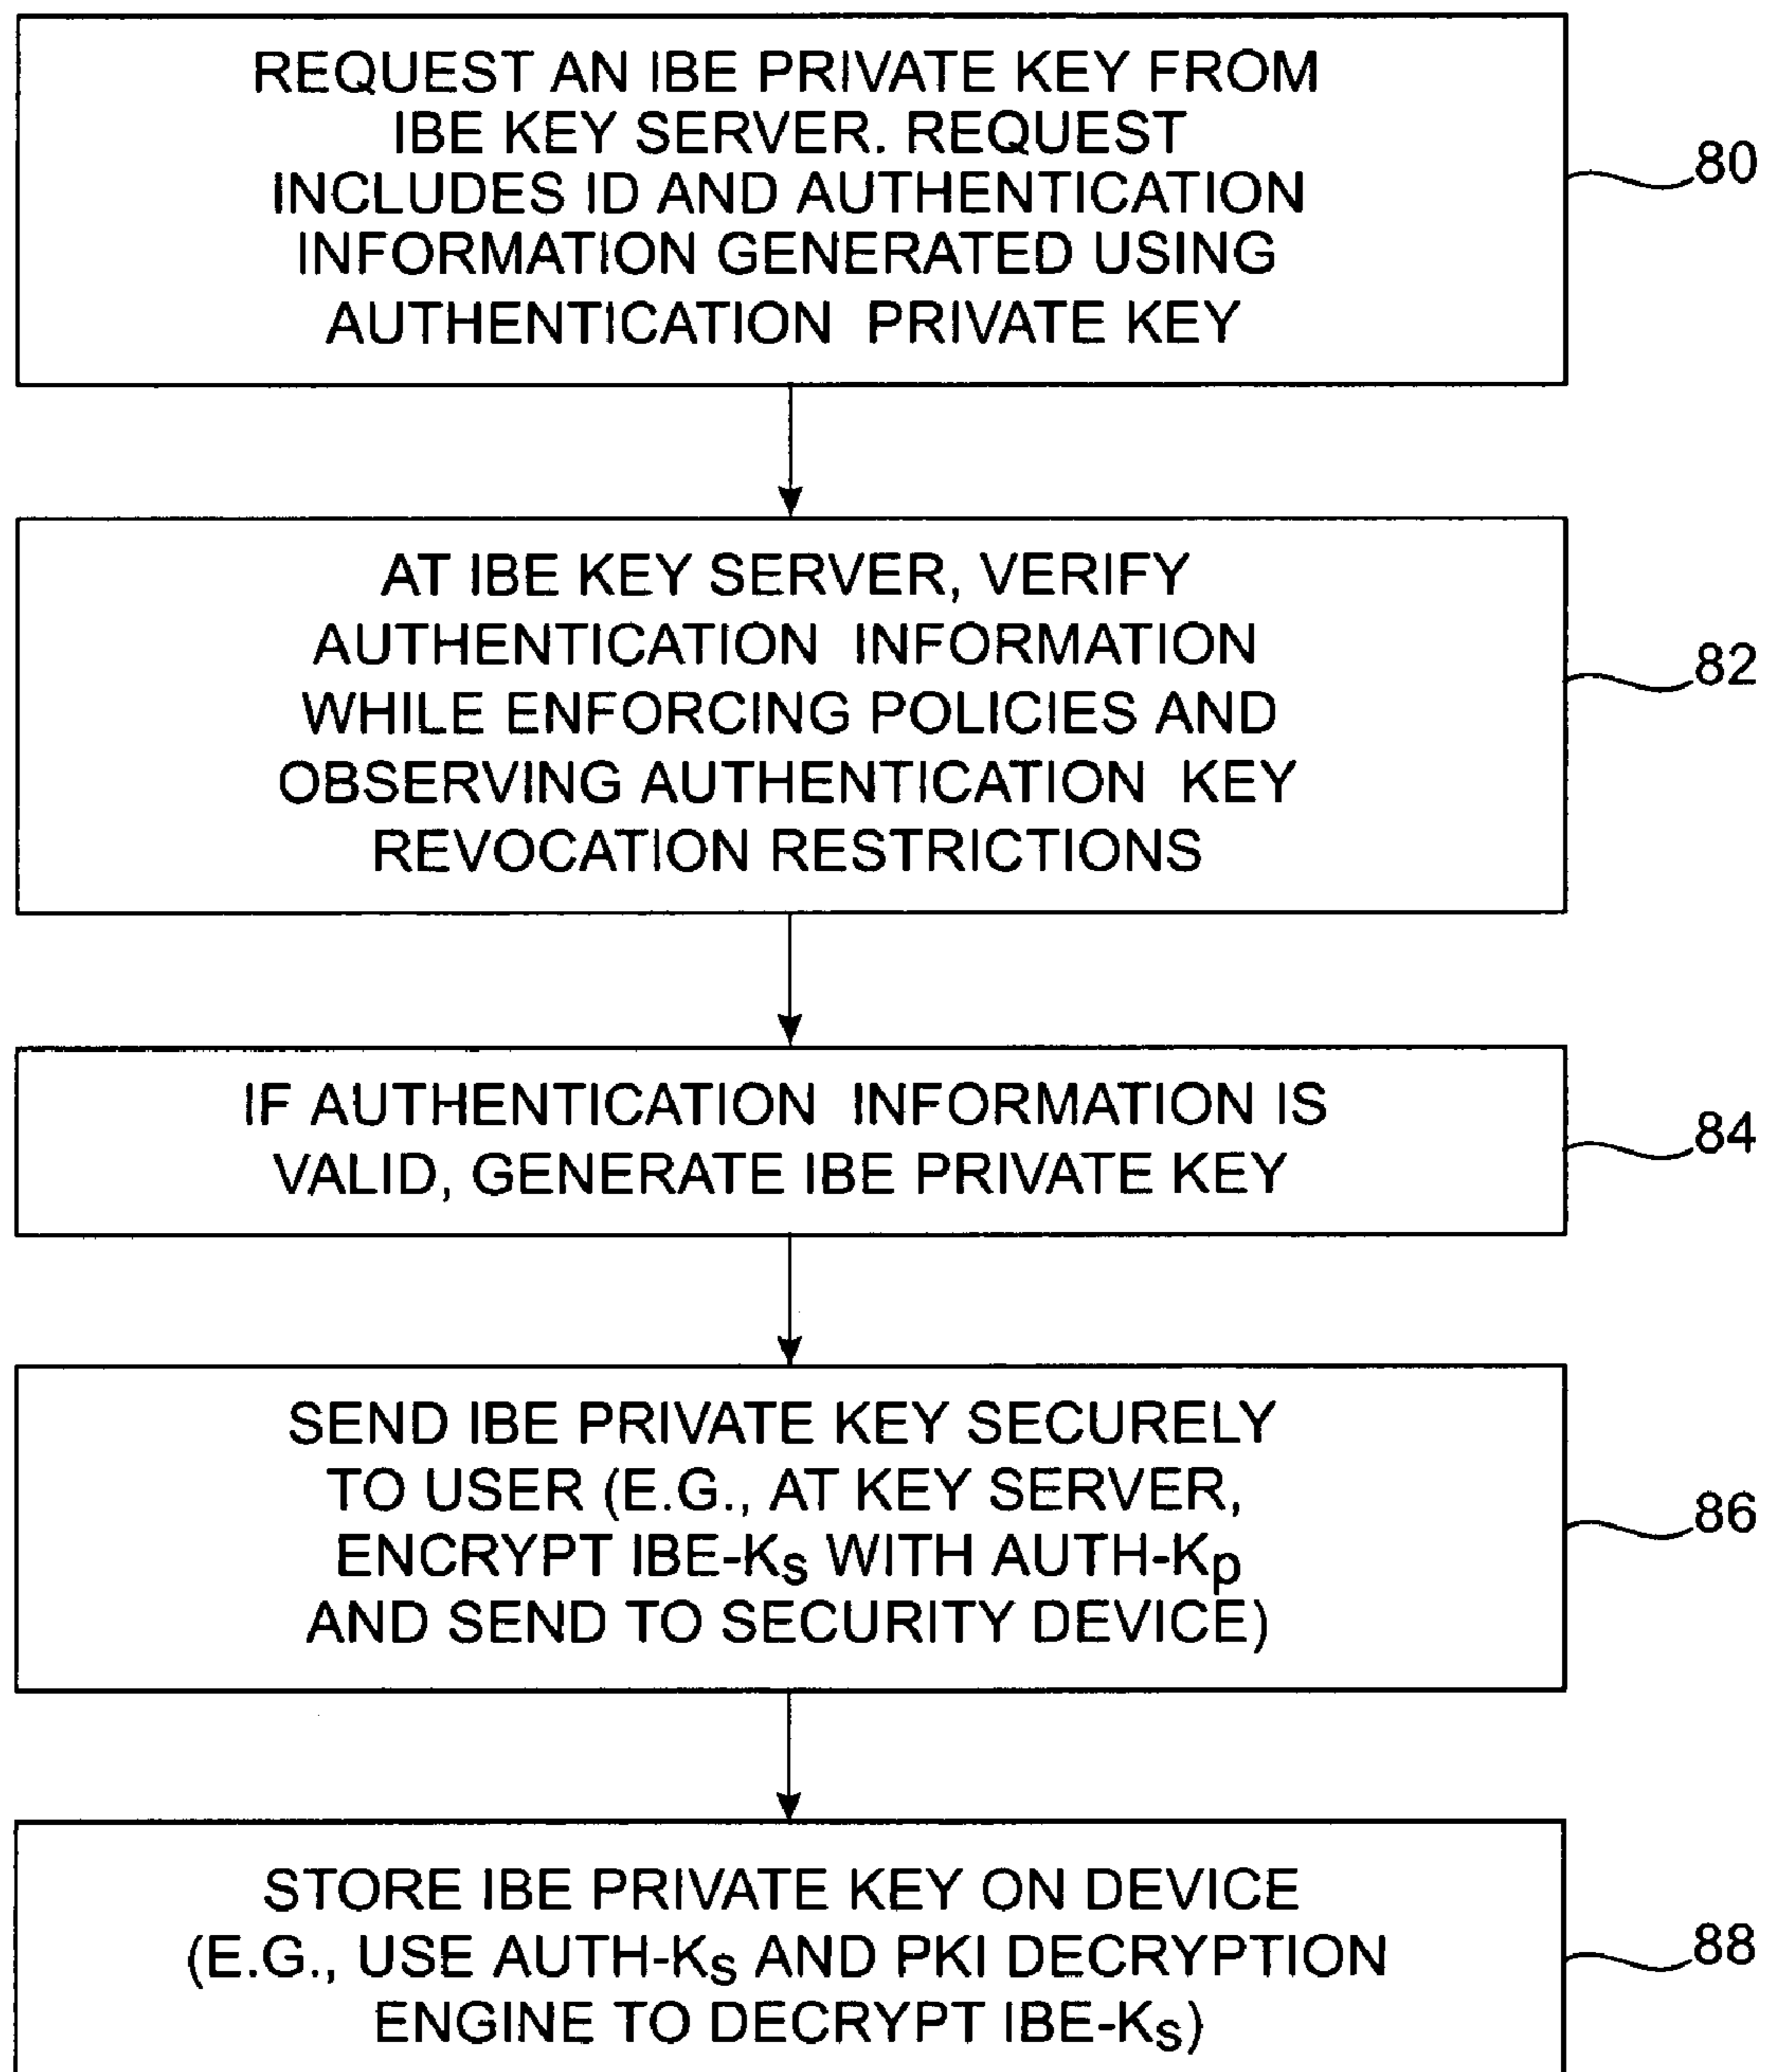 REQUEST AN IBE PRIVATE KEY FROM
IBE KEY SERVER. REQUEST
INCLUDES ID AND AUTHENTICATION
INFORMATION GENERATED USING
AUTHENTICATION PRIVATE KEY
80
AT IBE KEY SERVER, VERIFY
AUTHENTICATION INFORMATION
WHILE ENFORCING POLICIES AND
OBSERVING AUTHENTICATION KEY
REVOCATION RESTRICTIONS
82
IF AUTHENTICATION INFORMATION IS
VALID, GENERATE IBE PRIVATE KEY
84
SEND IBE PRIVATE KEY SECURELY
TO USER (E.G., AT KEY SERVER,
ENCRYPT IBE-Ks WITH AUTH-Kp
AND SEND TO SECURITY DEVICE)
86
STORE IBE PRIVATE KEY ON DEVICE
(E.G., USE AUTH-Ks AND PKI DECRYPTION
ENGINE TO DECRYPT IBE-Ks)
88